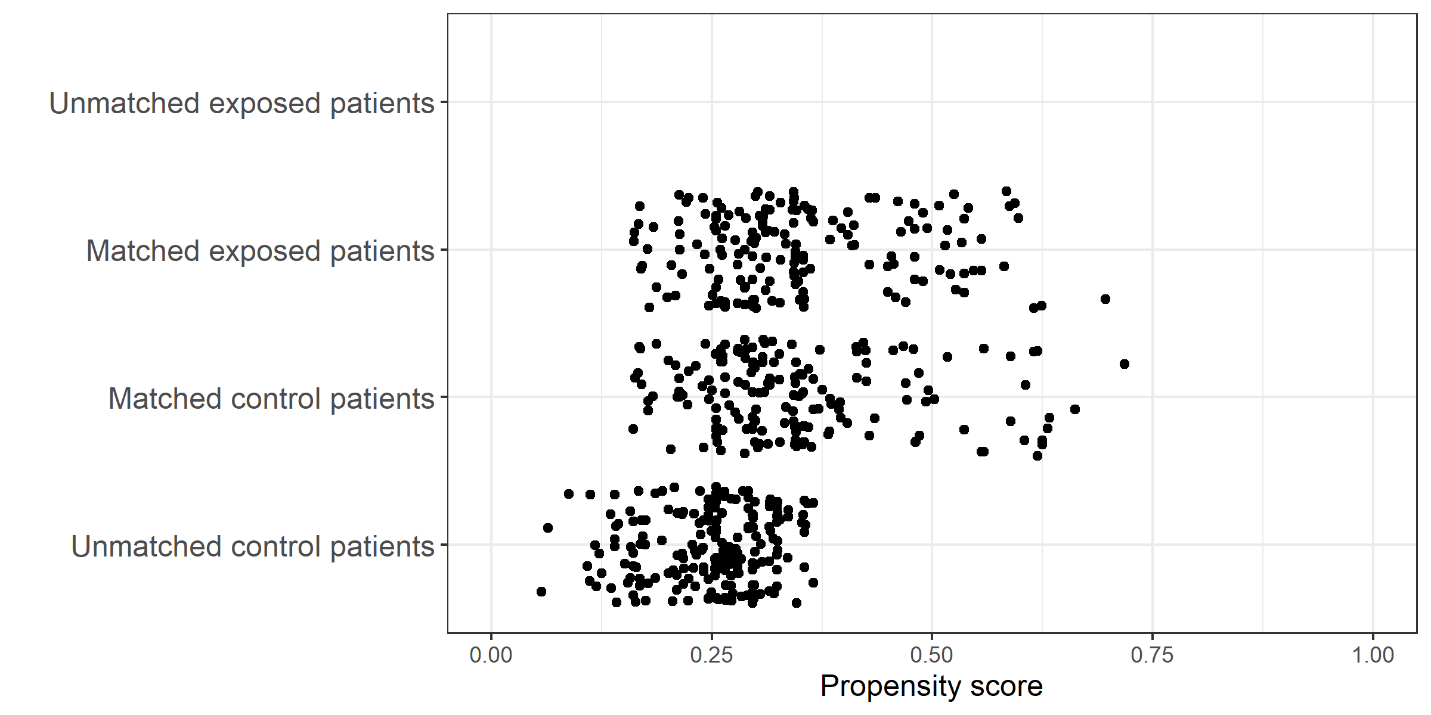 Unmatched exposed patients
Matched exposed patients
Matched control patients
Unmatched control patients
0.00 0.25 0.50 0.75 1.00
Propensity score